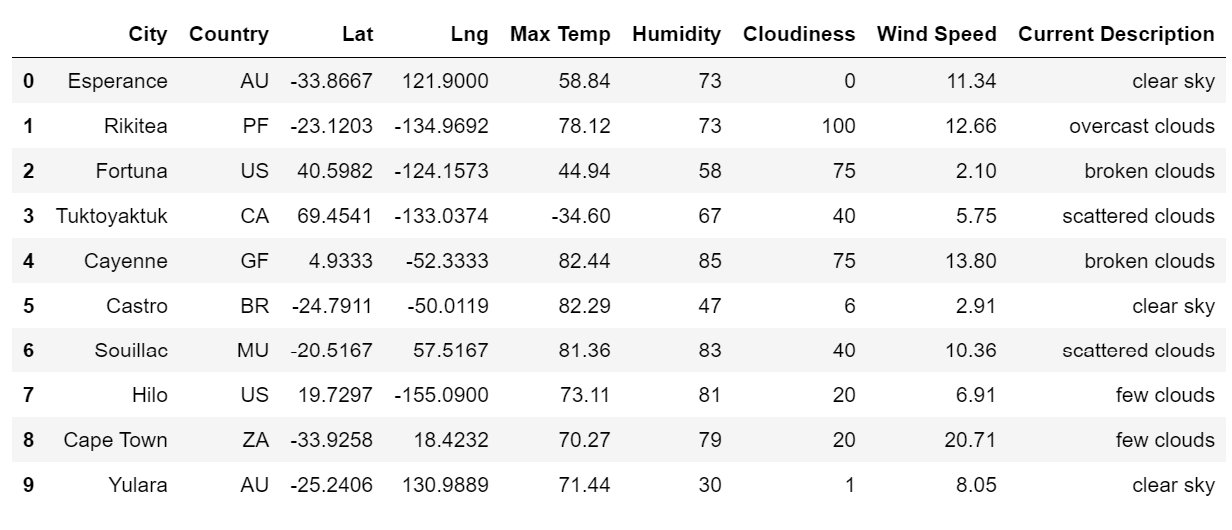 City Country Lat Lng Max Temp Humidity Cloudiness Wind Speed Current Description
0 Esperance AU -33.8667 121.9000 58.84 73 0 11.34 clear sky
1 Rikitea PF -23.1203 -134.9692 78.12 73 100 12.66 overcast clouds
2 Fortuna US 40.5982 -124.1573 44.94 58 75 2.10 broken clouds
3 Tuktoyaktuk CA 69.4541 -133.0374 -34.60 67 40 5.75 scattered clouds
4 Cayenne GF 4.9333 -52.3333 82.44 85 75 13.80 broken clouds
5 Castro BR -24.7911 -50.0119 82.29 47 6 2.91 clear sky
6 Souillac MU -20.5167 57.5167 81.36 83 40 10.36 scattered clouds
7 Hilo US 19.7297 -155.0900 73.11 81 20 6.91 few clouds
8 Cape Town ZA -33.9258 18.4232 70.27 79 20 20.71 few clouds
9 Yulara AU -25.2406 130.9889 71.44 30 1 8.05 clear sky